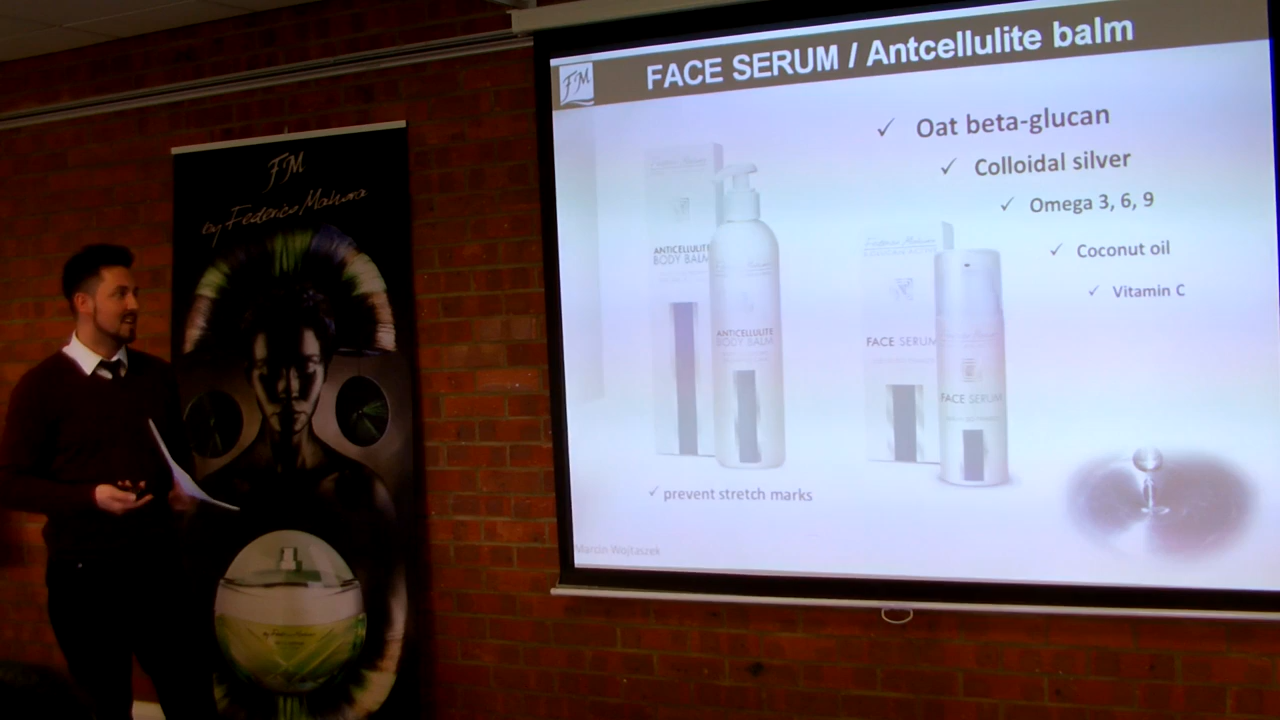 FM
by Federico Mahora
FM
FACE SERUM / Antcellulite balm
✓ Oat beta-glucan
✓ Colloidal silver
✓ Omega 3, 6, 9
✓ Coconut oil
✓ Vitamin C
ANTICELLULITE
BODY BALM
ANTICELLULITE
BODY BALM
FACE SERUM
FACE SERUM
✓ prevent stretch marks
Marcin Wojtaszek